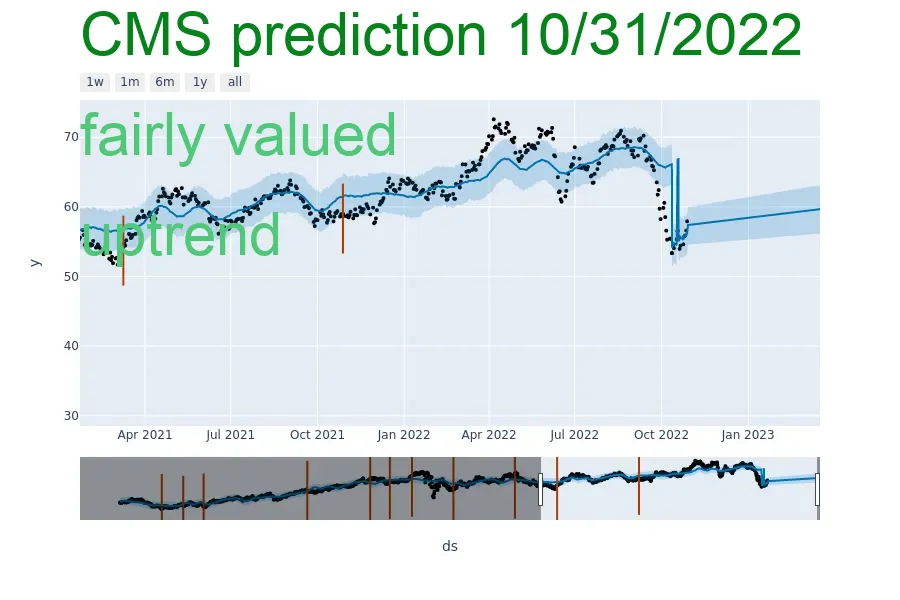 CMS prediction 10/31/2022
1w 1m 6m 1y all
fairly valued
uptrend
70
60
50
40
30
y
Apr 2021 Jul 2021 Oct 2021 Jan 2022 Apr 2022 Jul 2022 Oct 2022 Jan 2023
ds